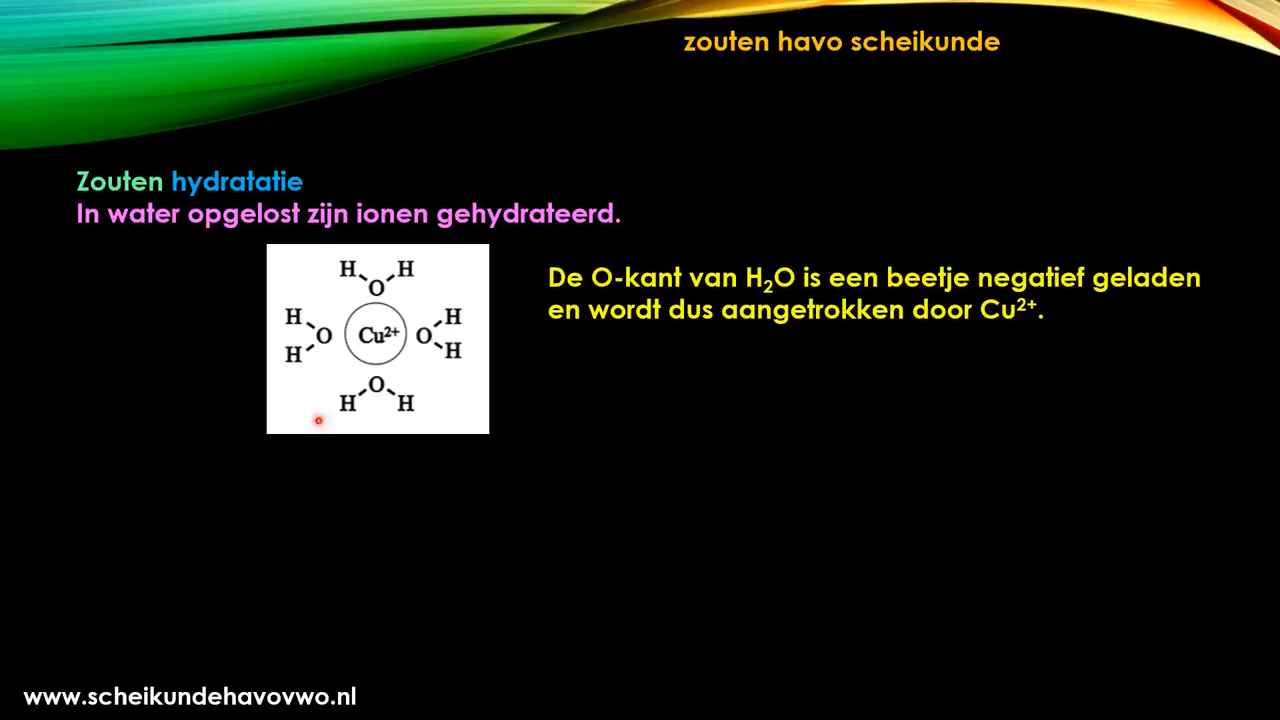 zouten havo scheikunde
Zouten hydratatie
In water opgelost zijn ionen gehydrateerd.
De O-kant van H₂O is een beetje negatief geladen
en wordt dus aangetrokken door Cu²⁺.
H H
O
H H
O Cu²⁺ O
H H
O
H H
www.scheikundehavovwo.nl